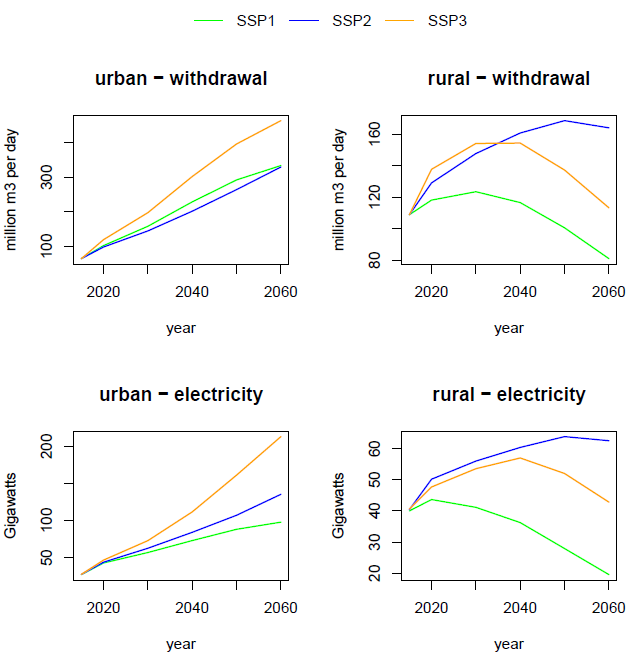 SSP1 SSP2 SSP3
urban − withdrawal
million m3 per day
100 300
2020 2040 2060
year
rural − withdrawal
million m3 per day
80 120 160
2020 2040 2060
year
urban − electricity
Gigawatts
50 100 200
2020 2040 2060
year
rural − electricity
Gigawatts
20 30 40 50 60
2020 2040 2060
year